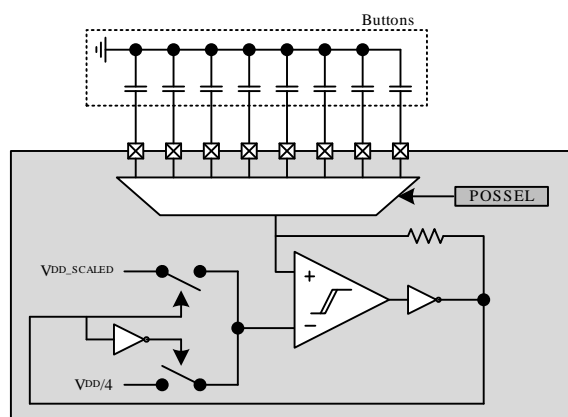 Buttons
POSSEL
VDD_SCALED
+
−
VDD/4